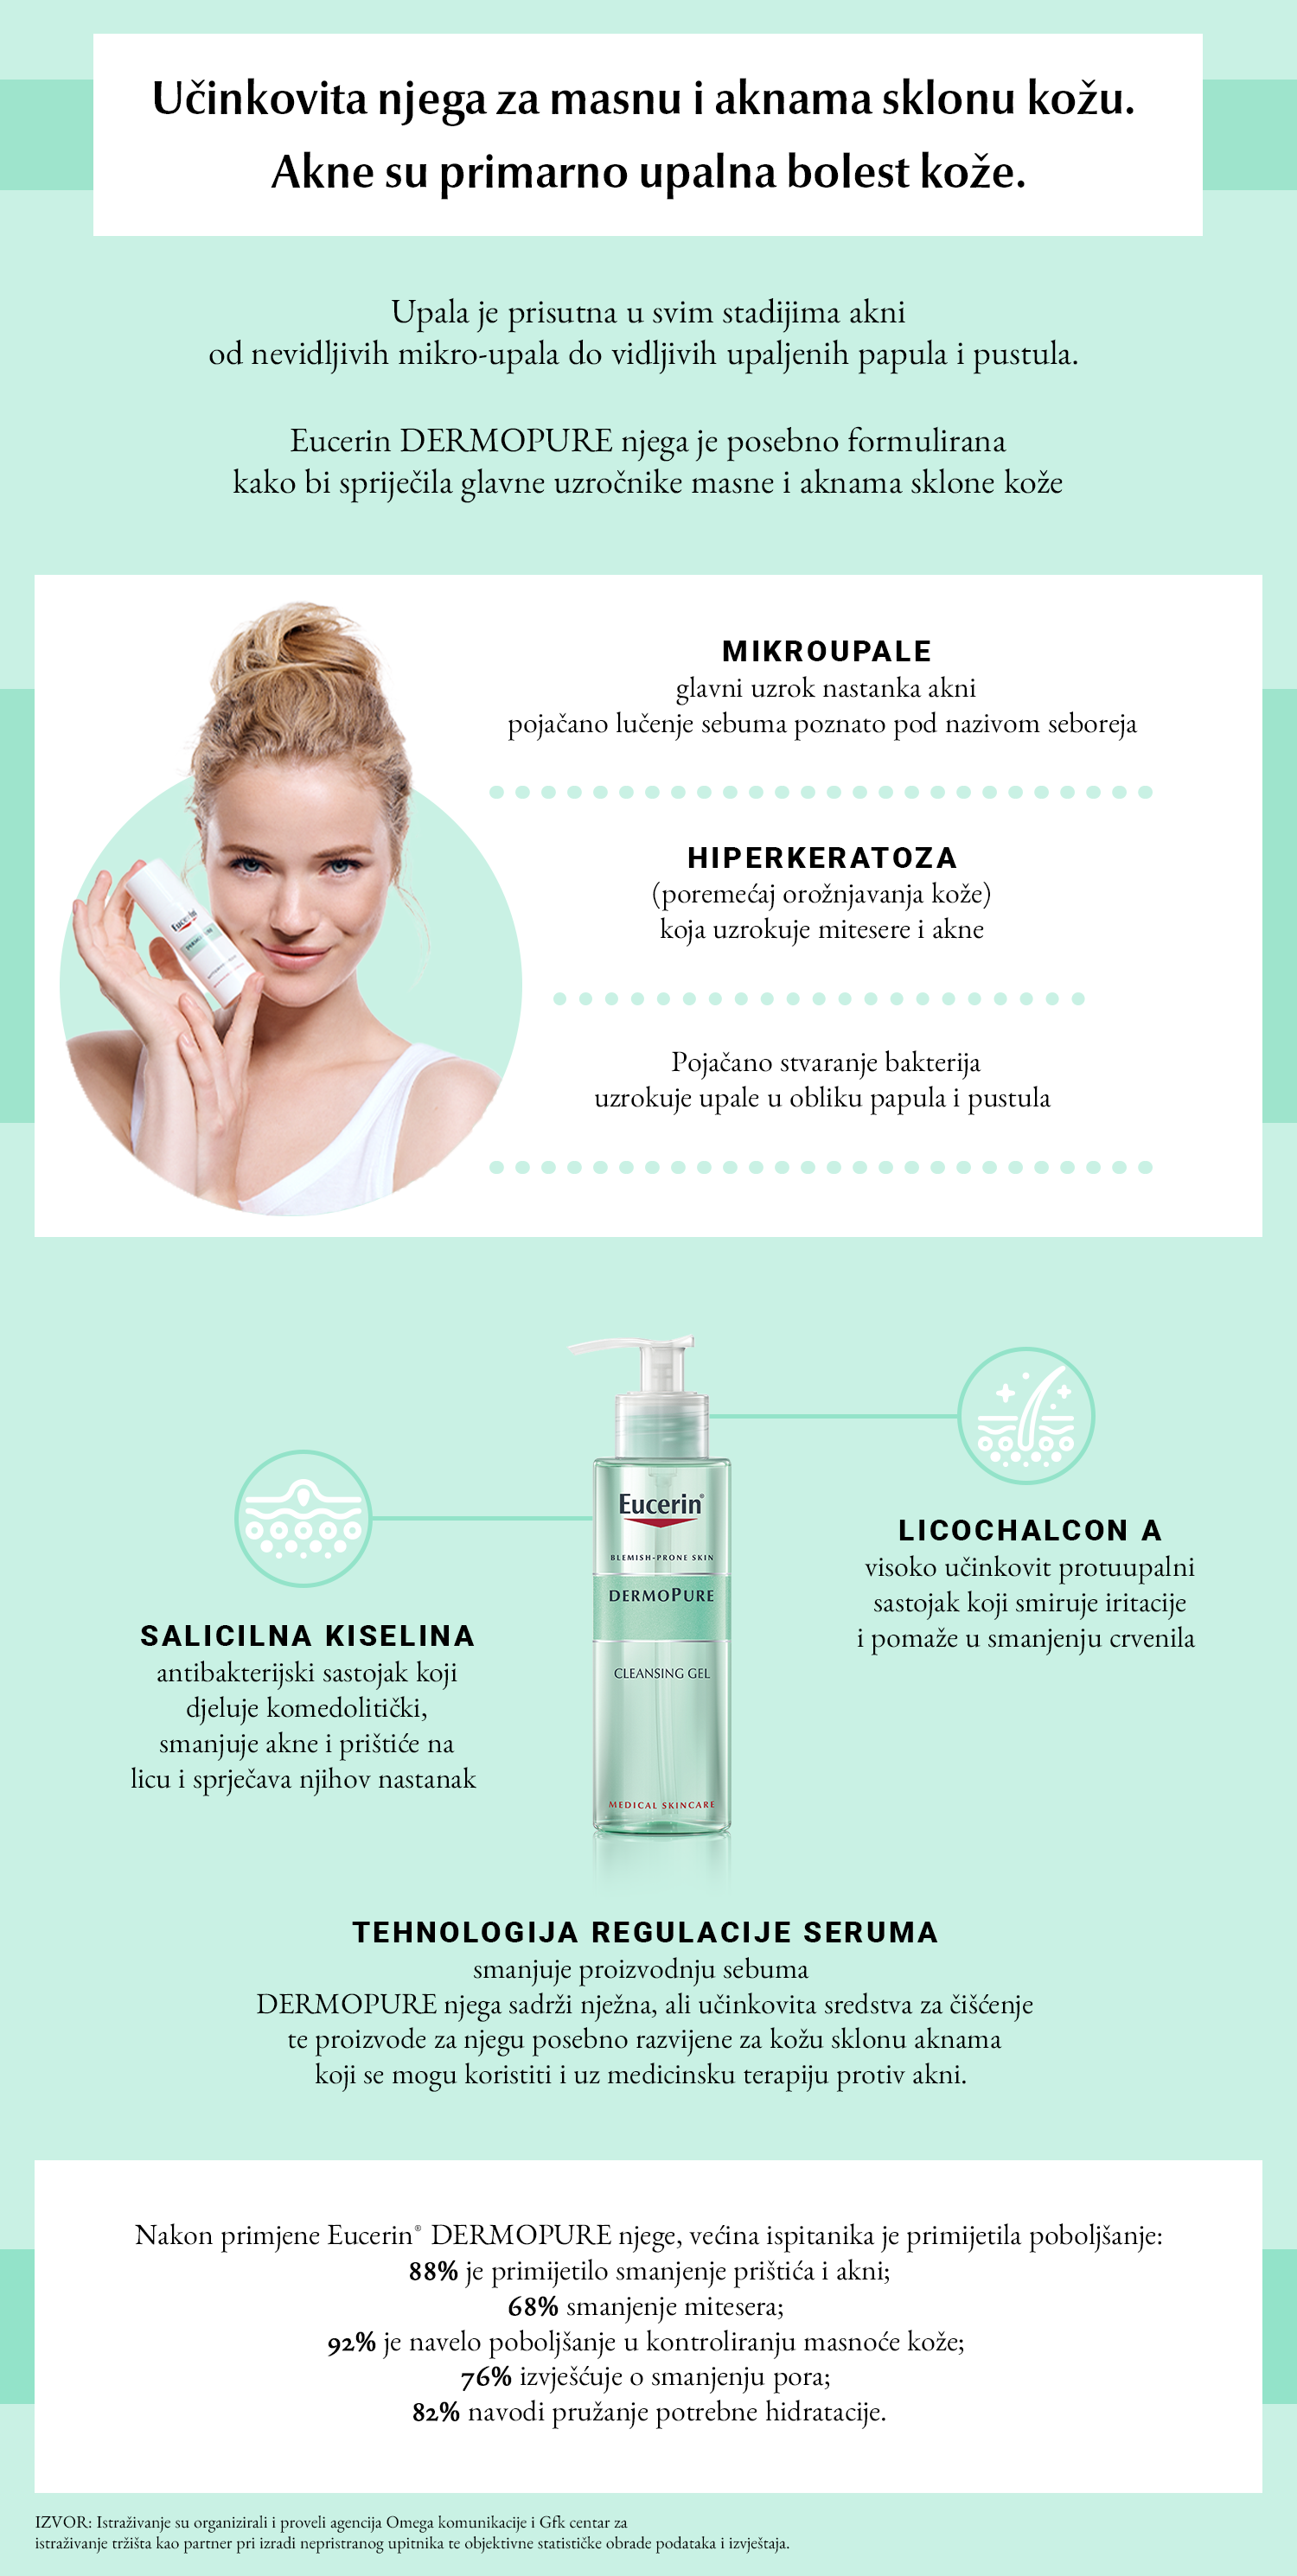 Učinkovita njega za masnu i aknama sklonu kožu.
Akne su primarno upalna bolest kože.
Upala je prisutna u svim stadijima akni
od nevidljivih mikro-upala do vidljivih upaljenih papula i pustula.
Eucerin DERMOPURE njega je posebno formulirana
kako bi spriječila glavne uzročnike masne i aknama sklone kože
MIKROUPALE
glavni uzrok nastanka akni
pojačano lučenje sebuma poznato pod nazivom seboreja
HIPERKERATOZA
(poremećaj orožnjavanja kože)
koja uzrokuje mitesere i akne
Pojačano stvaranje bakterija
uzrokuje upale u obliku papula i pustula
Eucerin
Eucerin®
BLEMISH-PRONE SKIN
DERMOPURE
CLEANSING GEL
MEDICAL SKINCARE
LICOCHALCON A
visoko učinkovit protuupalni
sastojak koji smiruje iritacije
i pomaže u smanjenju crvenila
SALICILNA KISELINA
antibakterijski sastojak koji
djeluje komedolitički,
smanjuje akne i prištiće na
licu i sprječava njihov nastanak
TEHNOLOGIJA REGULACIJE SERUMA
smanjuje proizvodnju sebuma
DERMOPURE njega sadrži nježna, ali učinkovita sredstva za čišćenje
te proizvode za njegu posebno razvijene za kožu sklonu aknama
koji se mogu koristiti i uz medicinsku terapiju protiv akni.
Nakon primjene Eucerin® DERMOPURE njege, većina ispitanika je primijetila poboljšanje:
88% je primijetilo smanjenje prištića i akni;
68% smanjenje mitesera;
92% je navelo poboljšanje u kontroliranju masnoće kože;
76% izvješćuje o smanjenju pora;
82% navodi pružanje potrebne hidratacije.
IZVOR: Istraživanje su organizirali i proveli agencija Omega komunikacije i Gfk centar za
istraživanje tržišta kao partner pri izradi nepristranog upitnika te objektivne statističke obrade podataka i izvještaja.